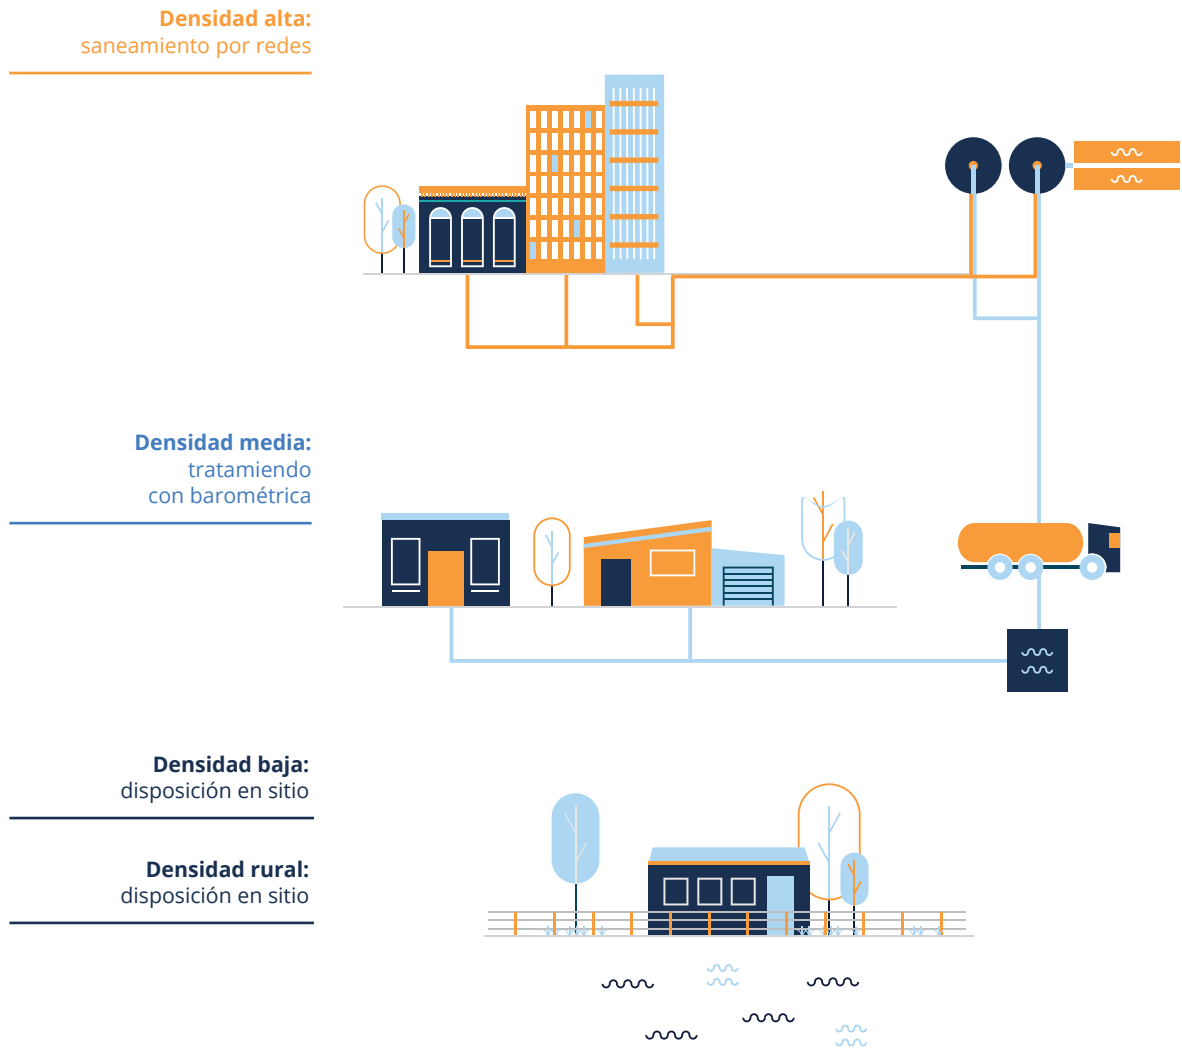 Densidad alta:
saneamiento por redes
Densidad media:
tratamiendo
con barométrica
Densidad baja:
disposición en sitio
Densidad rural:
disposición en sitio